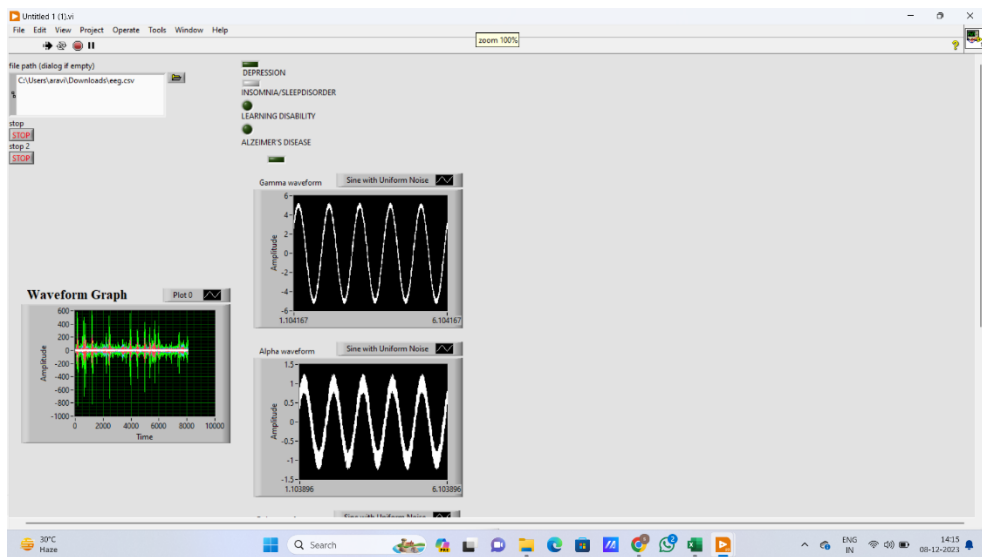 Untitled 1 (1).vi
File Edit View Project Operate Tools Window Help
zoom 100%
file path (dialog if empty)
C:\Users\aravi\Downloads\eeg.csv
stop
STOP
stop 2
STOP
DEPRESSION
INSOMNIA/SLEEPDISORDER
LEARNING DISABILITY
ALZEIMER'S DISEASE
Gamma waveform Sine with Uniform Noise
6
4
2
0
-2
-4
-6
Amplitude
1.104167 6.104167
Waveform Graph Plot 0
600
400
200
0
-200
-400
-600
-800
-1000
Amplitude
0 2000 4000 6000 8000 10000
Time
Alpha waveform Sine with Uniform Noise
1.5
1
0.5
0
-0.5
-1
-1.5
Amplitude
1.103896 6.103896
Sine with Uniform Noise
30°C
Haze
Search
ENG
IN
14:15
08-12-2023